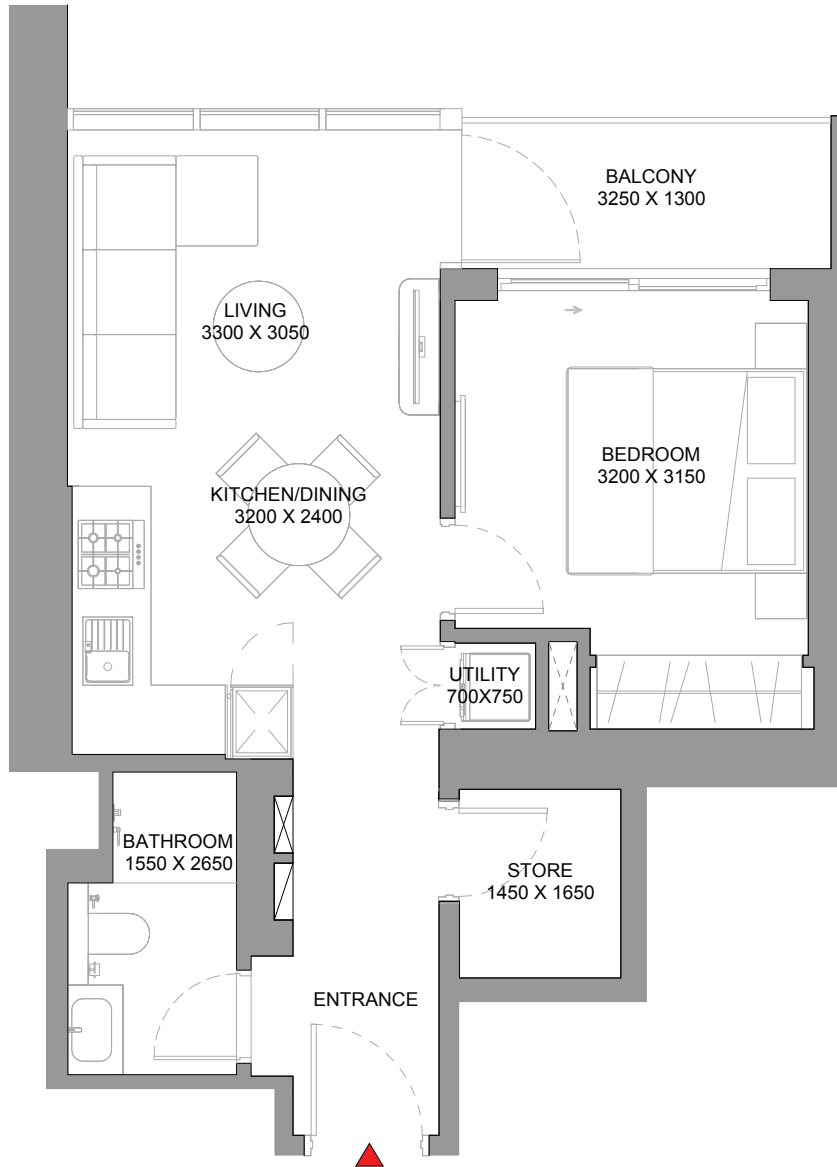 BALCONY
3250 X 1300
LIVING
3300 X 3050
BEDROOM
3200 X 3150
KITCHEN/DINING
3200 X 2400
UTILITY
700X750
BATHROOM
1550 X 2650
STORE
1450 X 1650
ENTRANCE